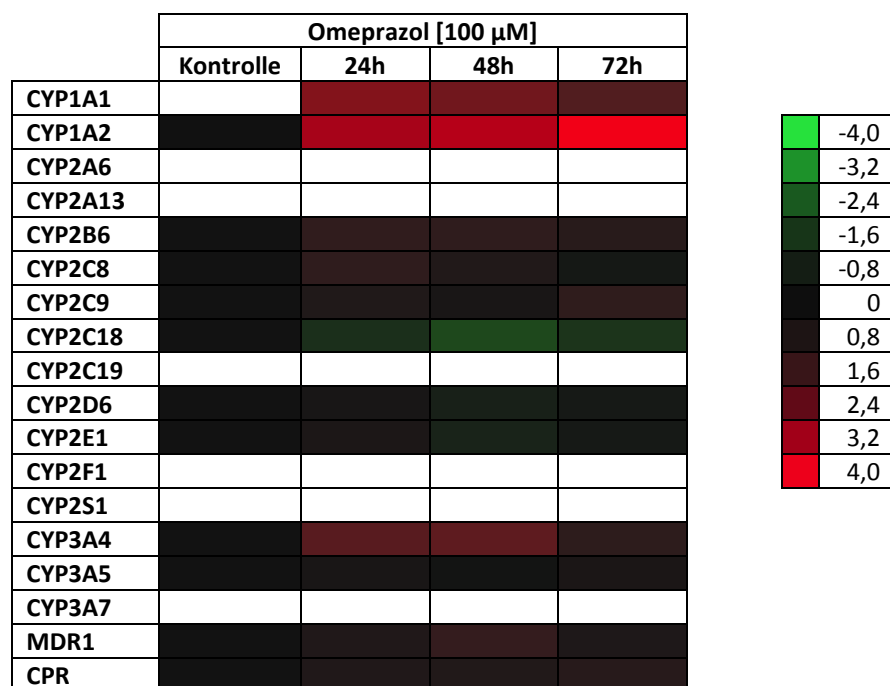 Omeprazol [100 µM]
Kontrolle 24h 48h 72h
CYP1A1
CYP1A2
CYP2A6
CYP2A13
CYP2B6
CYP2C8
CYP2C9
CYP2C18
CYP2C19
CYP2D6
CYP2E1
CYP2F1
CYP2S1
CYP3A4
CYP3A5
CYP3A7
MDR1
CPR
-4,0
-3,2
-2,4
-1,6
-0,8
0
0,8
1,6
2,4
3,2
4,0